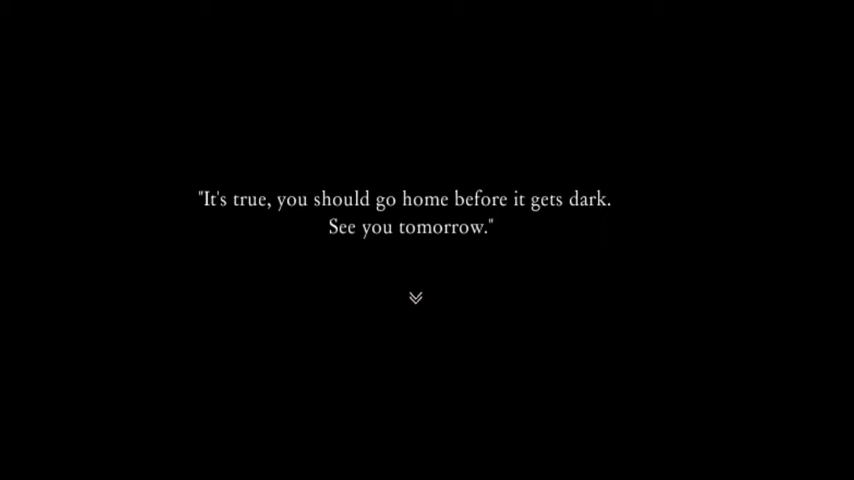 "It's true, you should go home before it gets dark.
See you tomorrow."